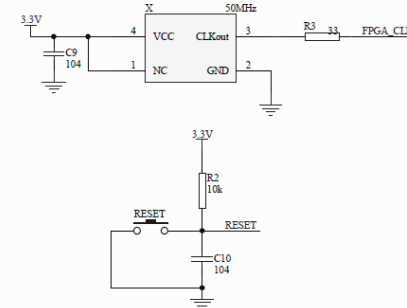 X 50MHz
3.3V
C9
104
4 VCC CLKout 3
1 NC GND 2
R3 33
3.3V
R2
10k
RESET
RESET
C10
104